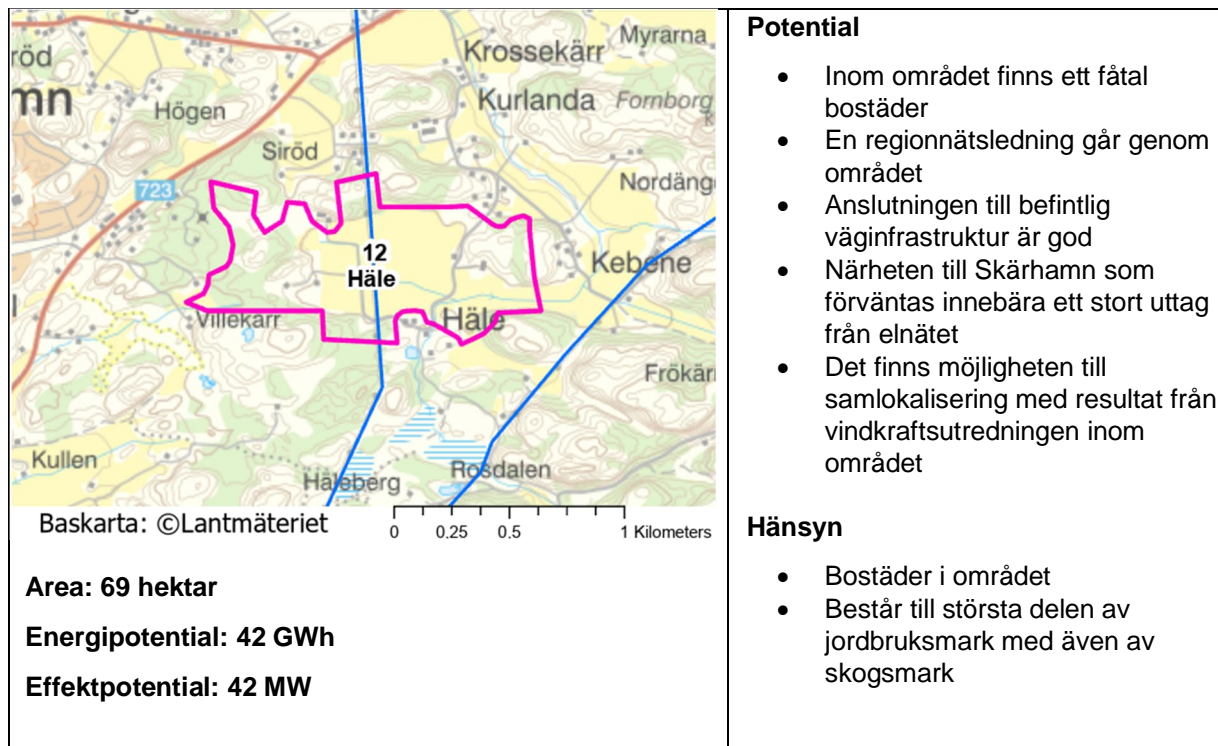 röd
mn
Högen
Krossekärr
Myrarna
Kurlanda
Fornborg
Siröd
723
Nordäng
12
Häle
Kebene
Villekärr
Häle
Frökärr
Kullen
Häleberg
Rosdalen
Baskarta: ©Lantmäteriet
0 0.25 0.5 1 Kilometers
Area: 69 hektar
Energipotential: 42 GWh
Effektpotential: 42 MW
Potential
• Inom området finns ett fåtal
bostäder
• En regionnätsledning går genom
området
• Anslutningen till befintlig
väginfrastruktur är god
• Närheten till Skärhamn som
förväntas innebära ett stort uttag
från elnätet
• Det finns möjligheten till
samlokalisering med resultat från
vindkraftsutredningen inom
området
Hänsyn
• Bostäder i området
• Består till största delen av
jordbruksmark med även av
skogsmark